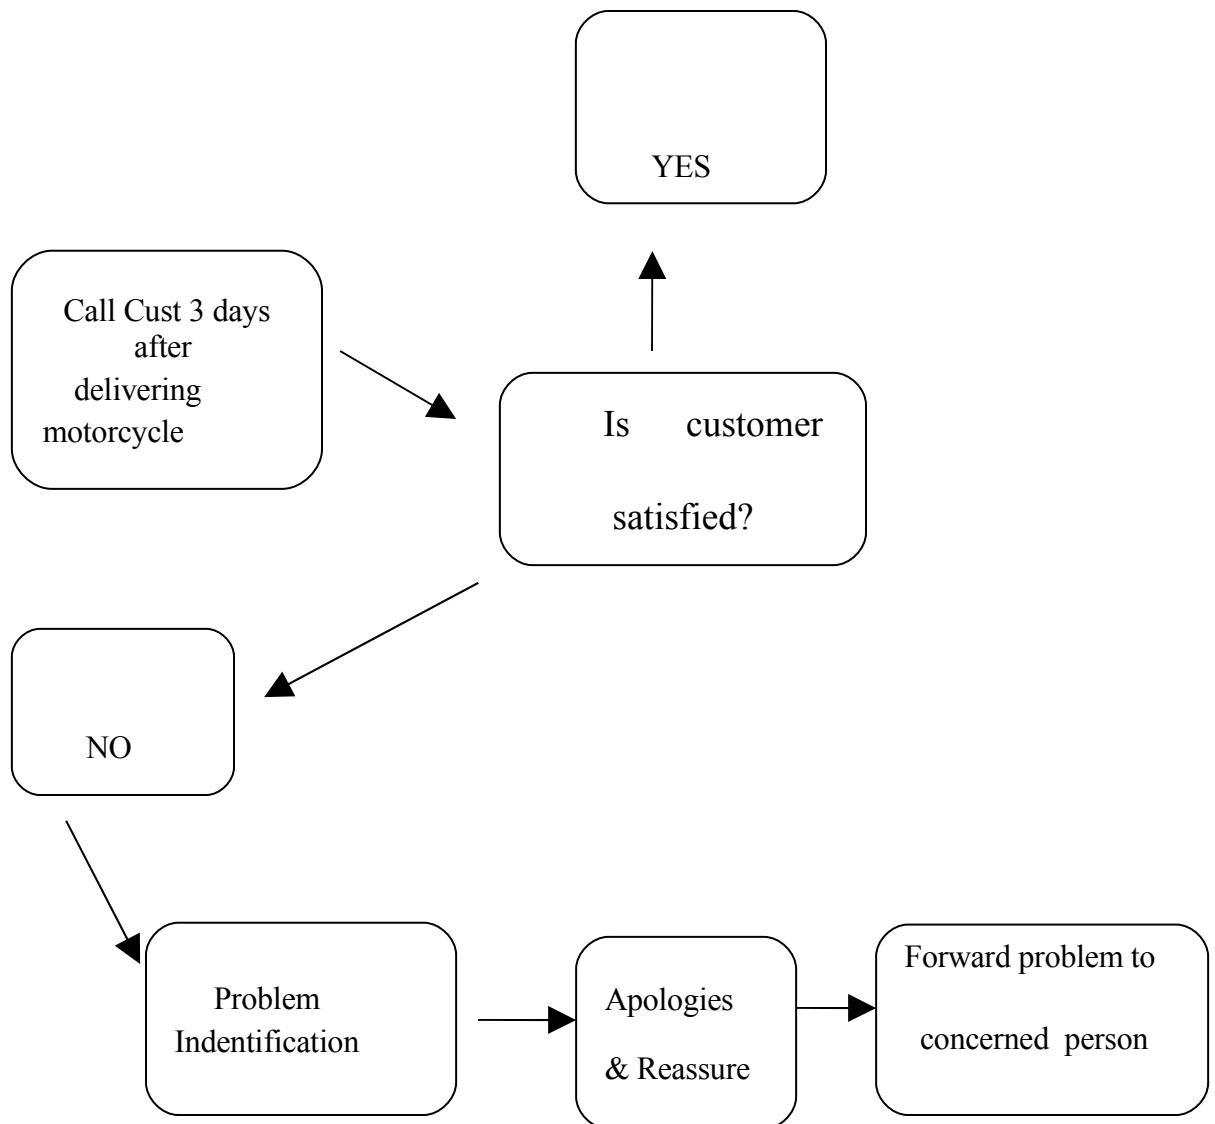 YES
Call Cust 3 days
after
delivering
motorcycle
Is customer
satisfied?
NO
Problem
Indentification
Apologies
& Reassure
Forward problem to
concerned person